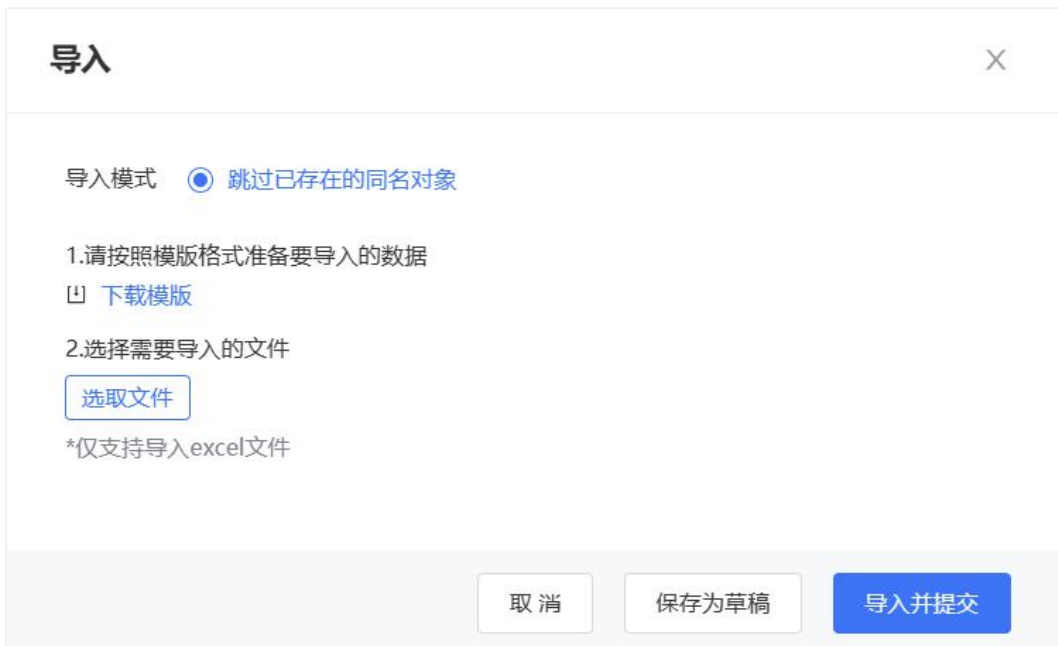 导入
导入模式 跳过已存在的同名对象
1.请按照模版格式准备要导入的数据
下载模版
2.选择需要导入的文件
选取文件
*仅支持导入excel文件
取 消 保存为草稿 导入并提交